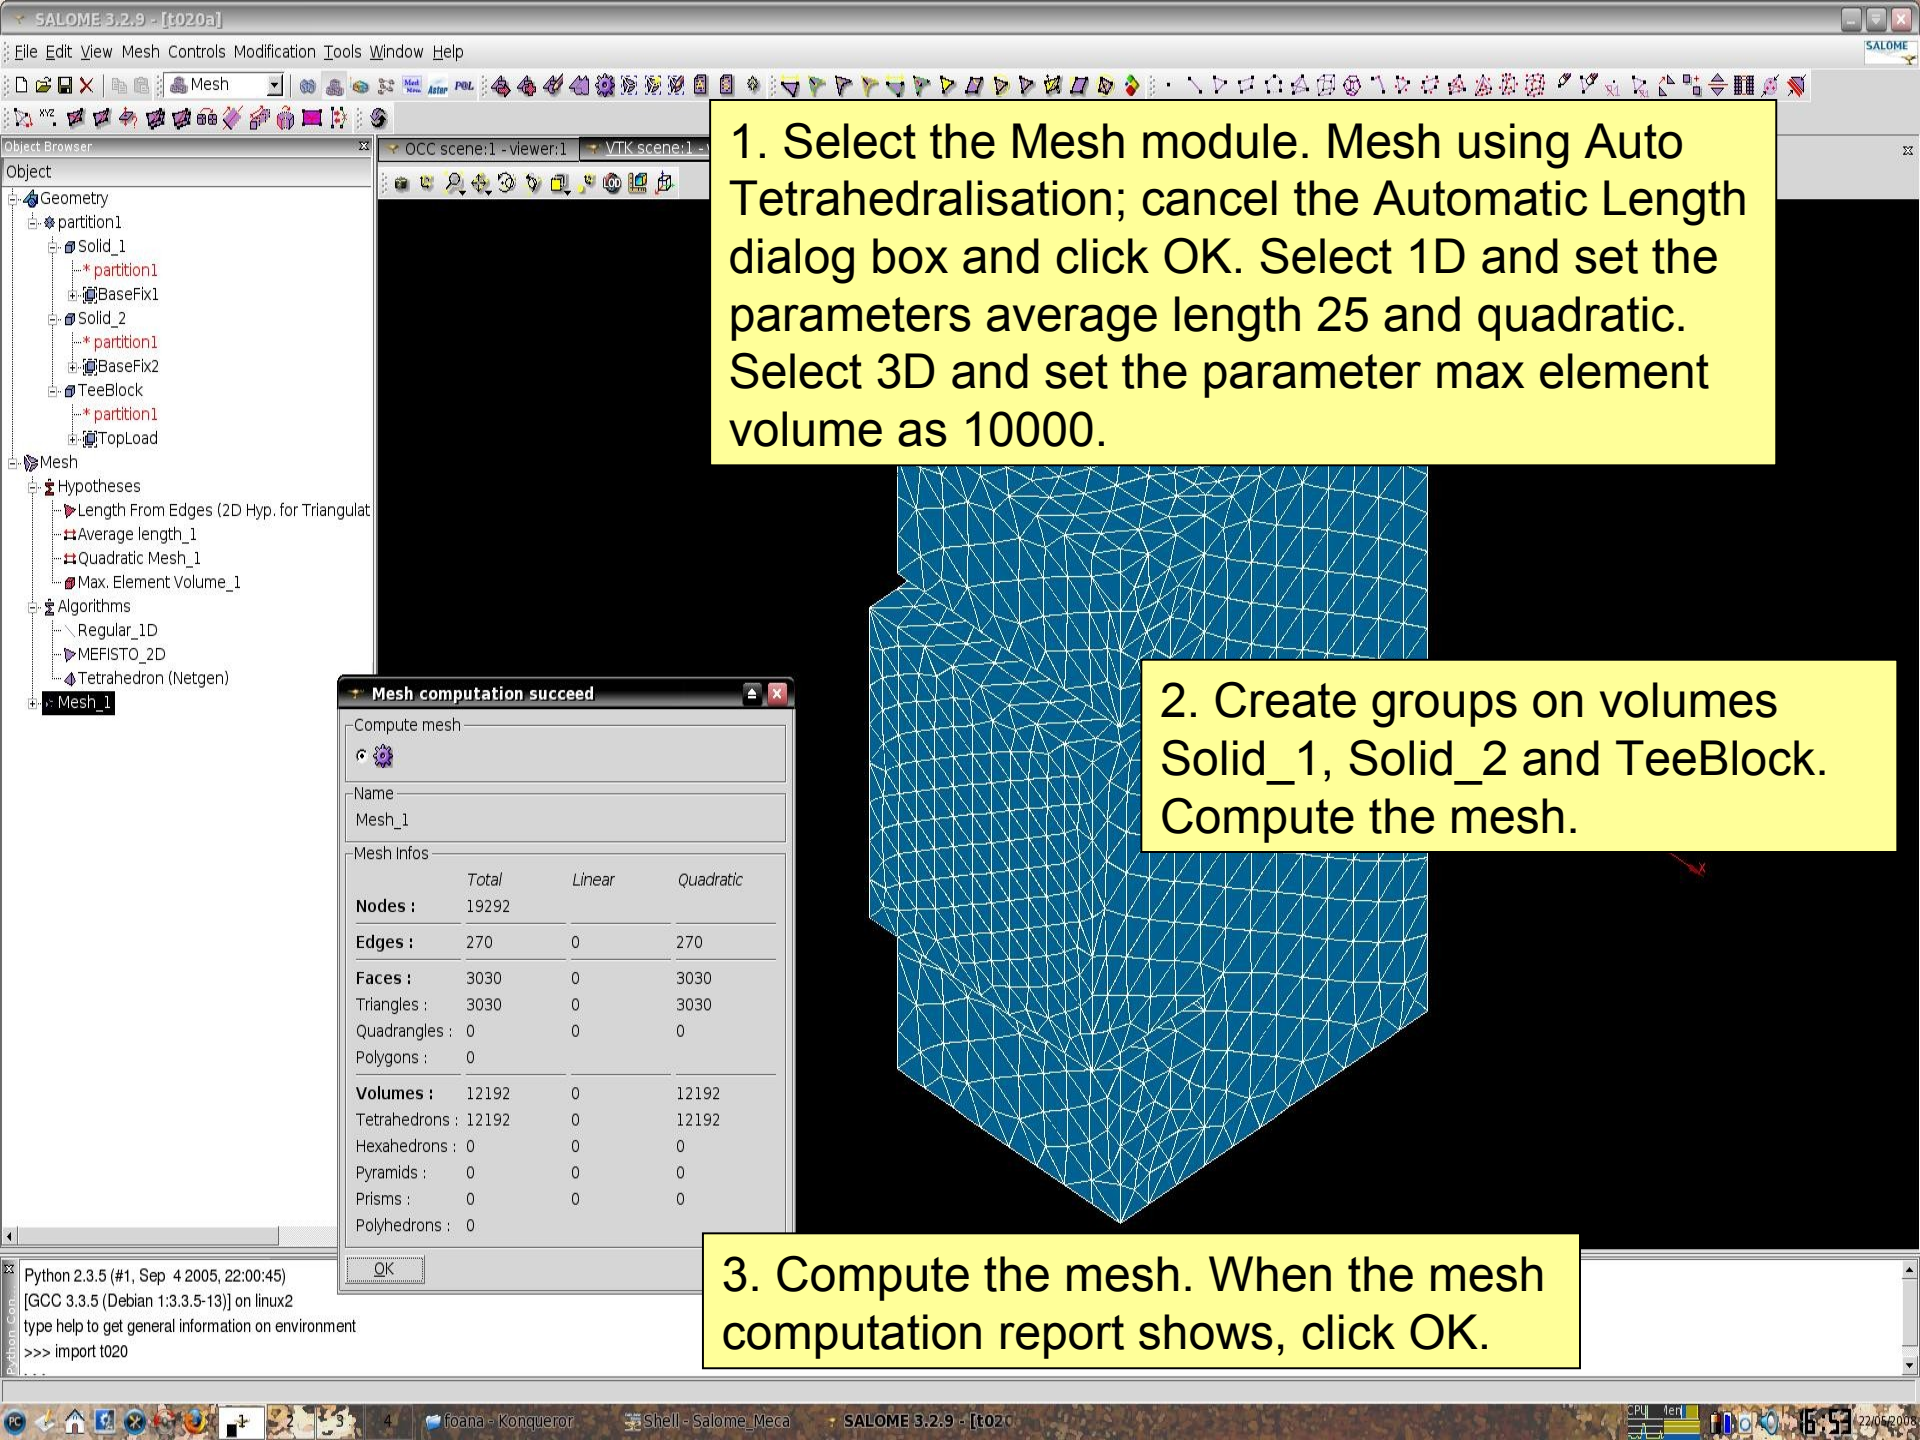 SALOME 3.2.9 - [t020a]
File Edit View Mesh Controls Modification Tools Window Help
SALOME
Mesh
Object Browser
OCC scene:1 - viewer:1
VTK scene:1 -
Object
Geometry
partition1
Solid_1
* partition1
BaseFix1
Solid_2
* partition1
BaseFix2
TeeBlock
* partition1
TopLoad
Mesh
Hypotheses
Length From Edges (2D Hyp. for Triangulat
Average length_1
Quadratic Mesh_1
Max. Element Volume_1
Algorithms
Regular_1D
MEFISTO_2D
Tetrahedron (Netgen)
Mesh_1
1. Select the Mesh module. Mesh using Auto
Tetrahedralisation; cancel the Automatic Length
dialog box and click OK. Select 1D and set the
parameters average length 25 and quadratic.
Select 3D and set the parameter max element
volume as 10000.
2. Create groups on volumes
Solid_1, Solid_2 and TeeBlock.
Compute the mesh.
X
Mesh computation succeed
Compute mesh
Name
Mesh_1
Mesh Infos
Total Linear Quadratic
Nodes : 19292
Edges : 270 0 270
Faces : 3030 0 3030
Triangles : 3030 0 3030
Quadrangles : 0 0 0
Polygons : 0
Volumes : 12192 0 12192
Tetrahedrons : 12192 0 12192
Hexahedrons : 0 0 0
Pyramids : 0 0 0
Prisms : 0 0 0
Polyhedrons : 0
OK
3. Compute the mesh. When the mesh
computation report shows, click OK.
Python 2.3.5 (#1, Sep 4 2005, 22:00:45)
[GCC 3.3.5 (Debian 1:3.3.5-13)] on linux2
type help to get general information on environment
>>> import t020
1 2 3 4
foana - Konqueror
Shell - Salome_Meca
SALOME 3.2.9 - [t02
CPU
16:53
22/05/2008